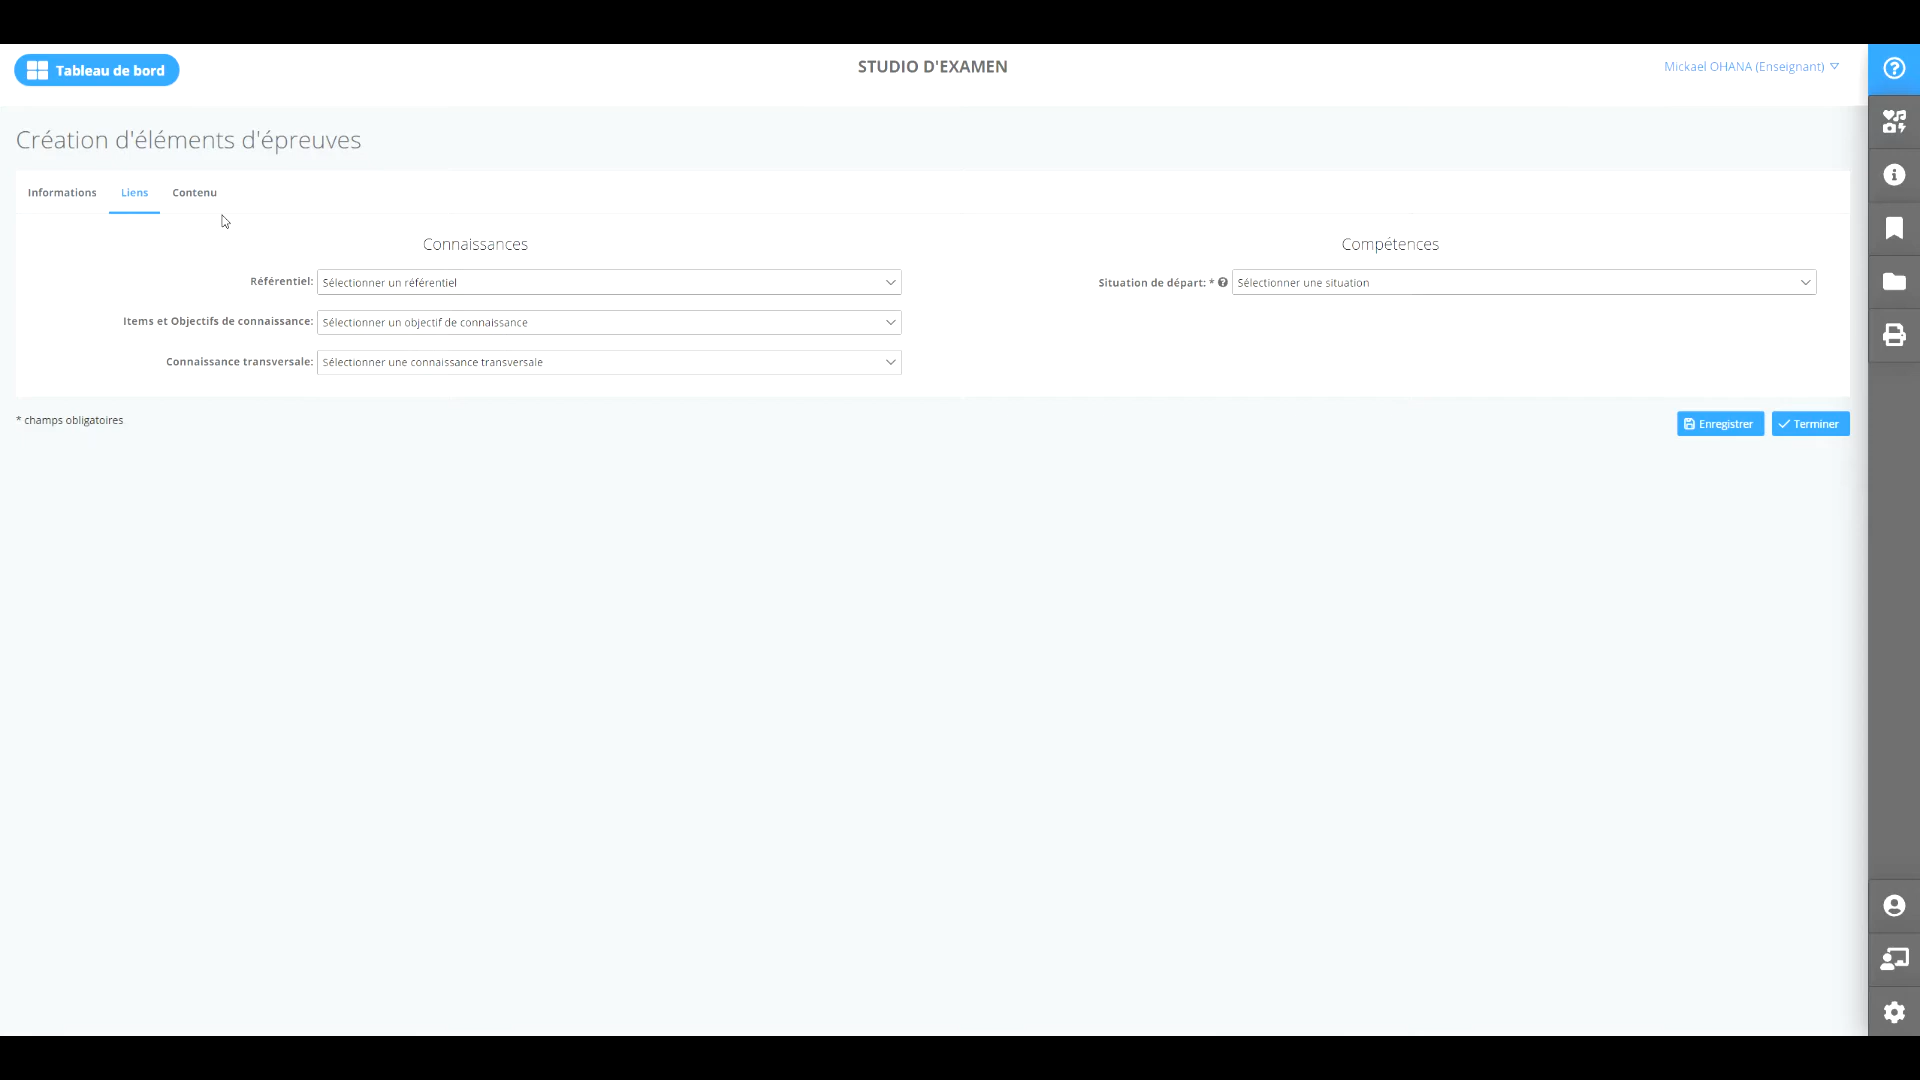 Tableau de bord
STUDIO D'EXAMEN
Mickael OHANA (Enseignant)
Création d'éléments d'épreuves
Informations
Liens
Contenu
Connaissances
Référentiel: Sélectionner un référentiel
Items et Objectifs de connaissance: Sélectionner un objectif de connaissance
Connaissance transversale: Sélectionner une connaissance transversale
Compétences
Situation de départ: * Sélectionner une situation
* champs obligatoires
Enregistrer
Terminer